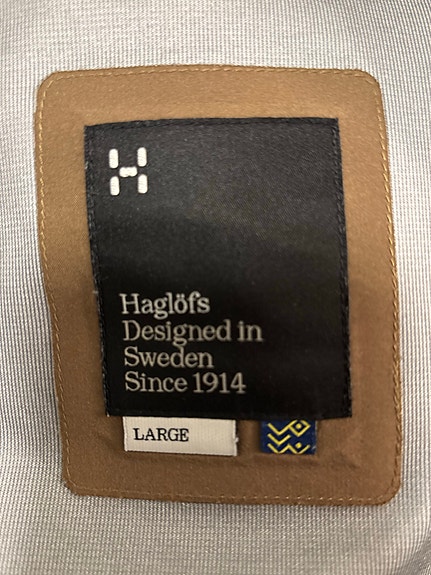 H
Haglöfs
Designed in
Sweden
Since 1914
LARGE